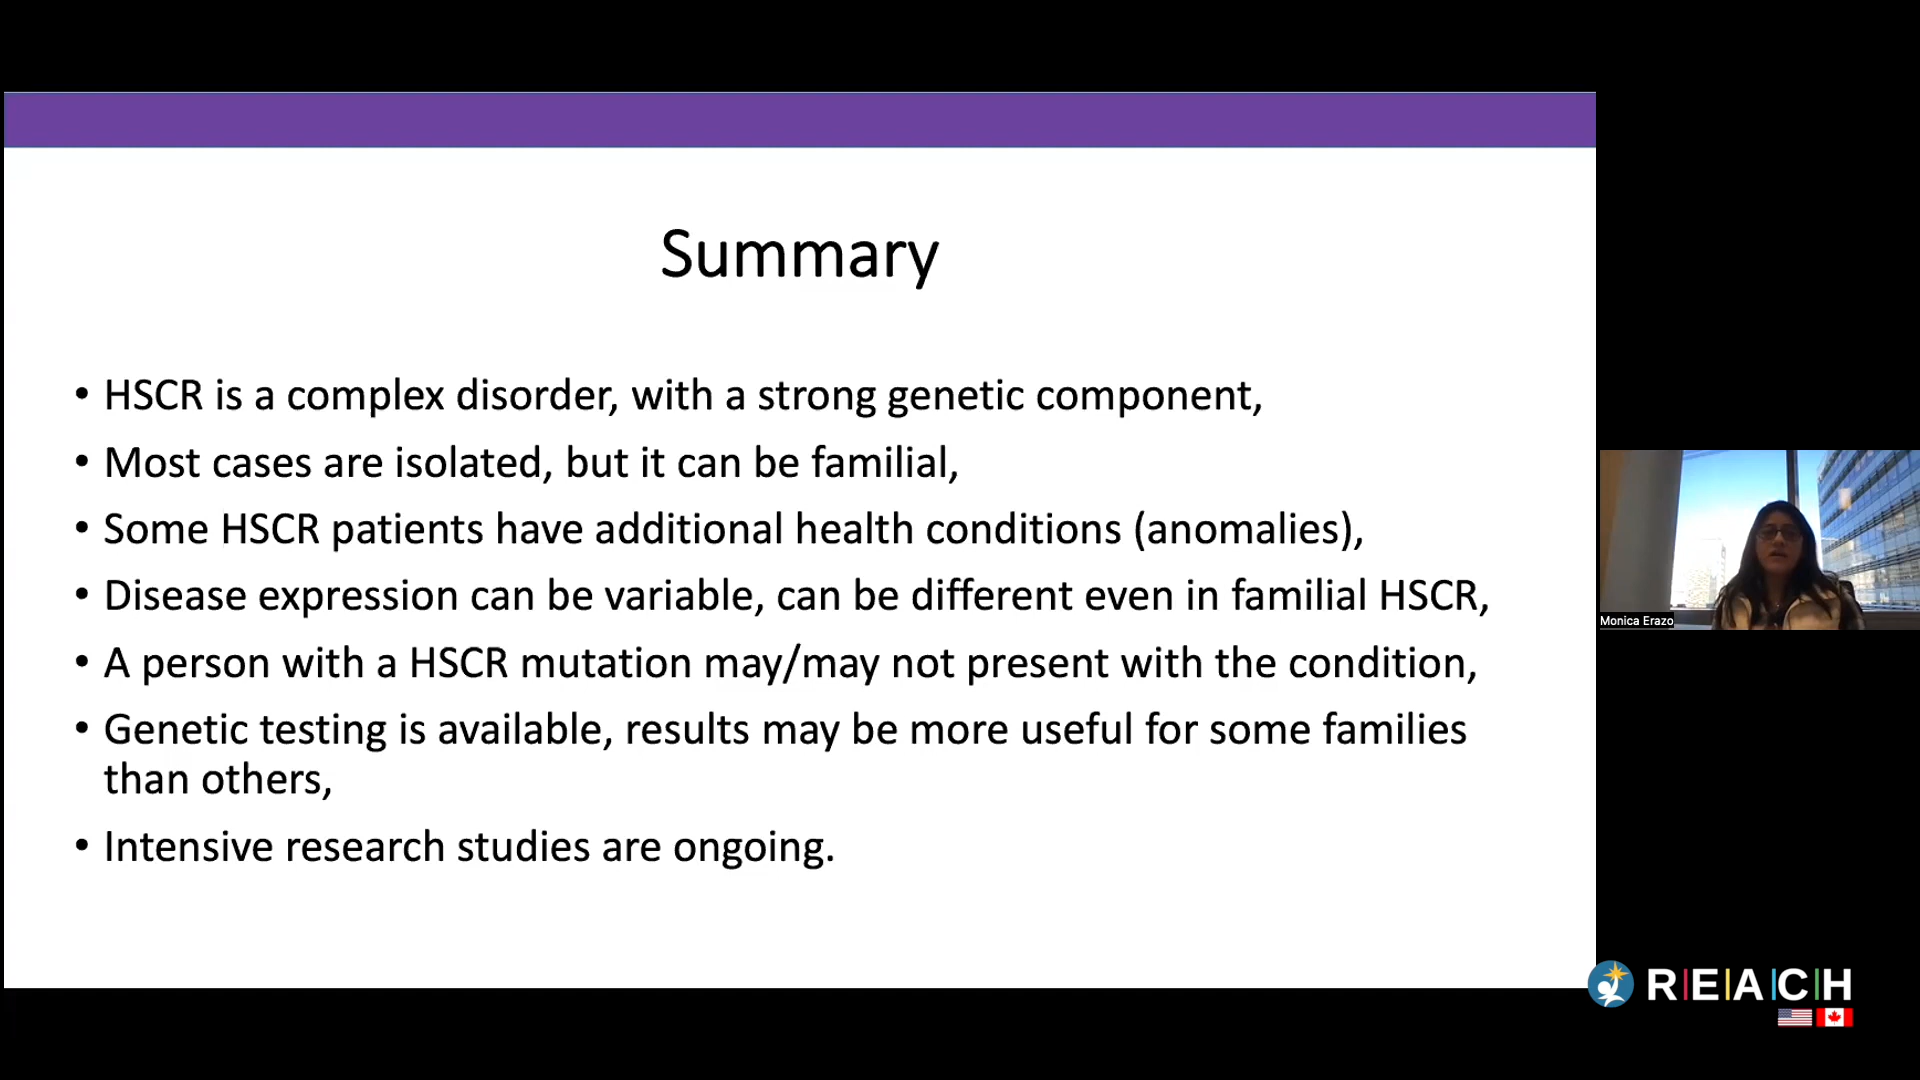 Summary
• HSCR is a complex disorder, with a strong genetic component,
• Most cases are isolated, but it can be familial,
• Some HSCR patients have additional health conditions (anomalies),
• Disease expression can be variable, can be different even in familial HSCR,
• A person with a HSCR mutation may/may not present with the condition,
• Genetic testing is available, results may be more useful for some families
than others,
• Intensive research studies are ongoing.
Monica Erazo
R|E|A|C|H